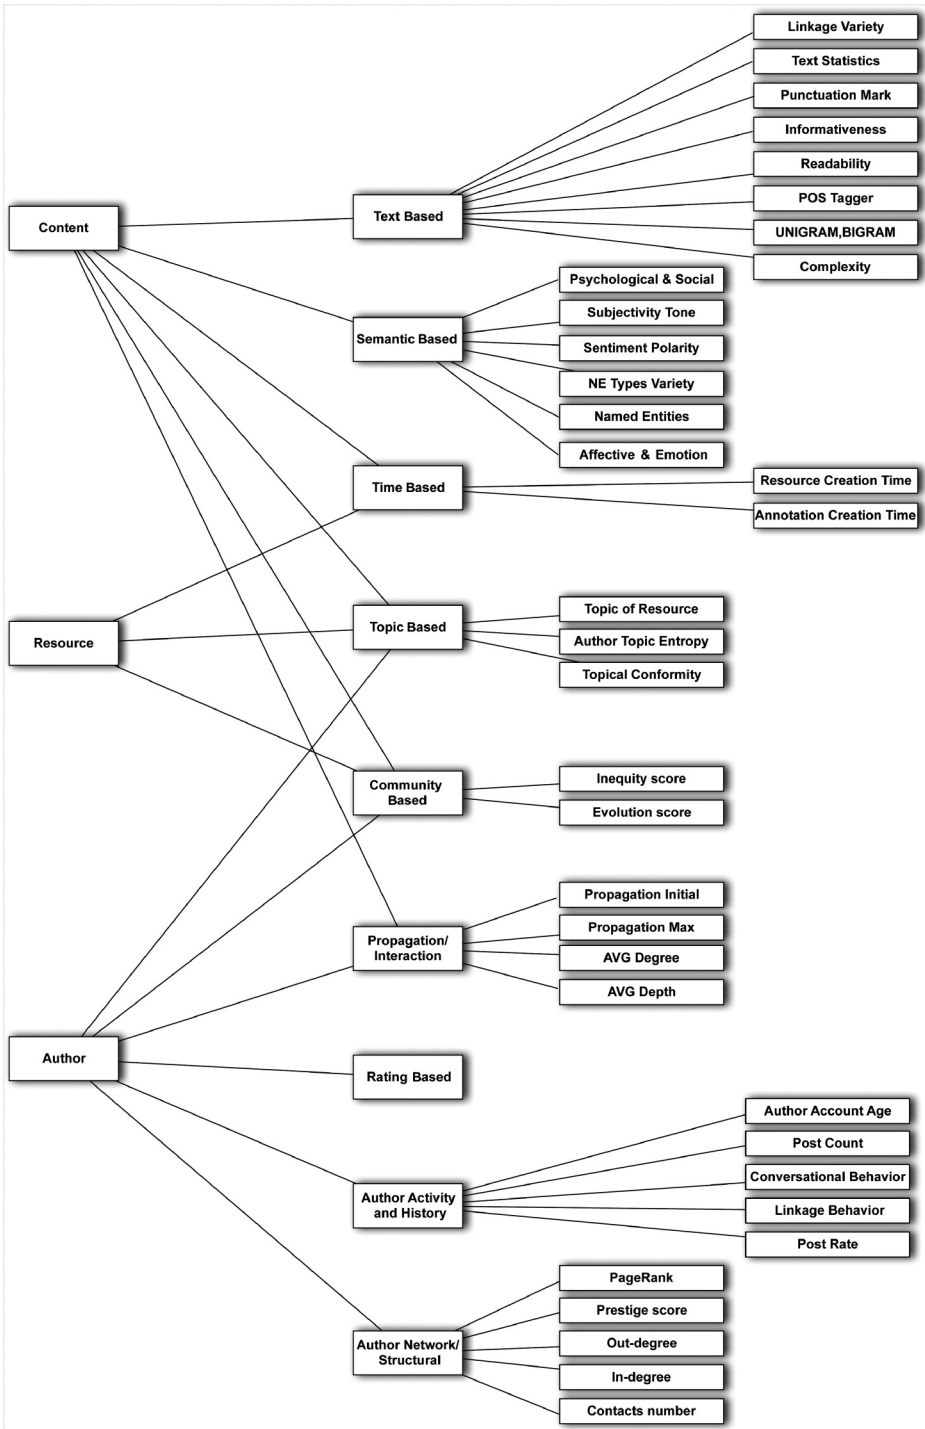 Linkage Variety
Text Statistics
Punctuation Mark
Informativeness
Readability
POS Tagger
UNIGRAM,BIGRAM
Complexity
Content
Text Based
Psychological & Social
Subjectivity Tone
Semantic Based
Sentiment Polarity
NE Types Variety
Named Entities
Affective & Emotion
Time Based
Resource Creation Time
Annotation Creation Time
Resource
Topic Based
Topic of Resource
Author Topic Entropy
Topical Conformity
Community
Based
Inequity score
Evolution score
Propagation/
Interaction
Propagation Initial
Propagation Max
AVG Degree
AVG Depth
Author
Rating Based
Author Account Age
Post Count
Conversational Behavior
Author Activity
and History
Linkage Behavior
Post Rate
PageRank
Prestige score
Author Network/
Structural
Out-degree
In-degree
Contacts number